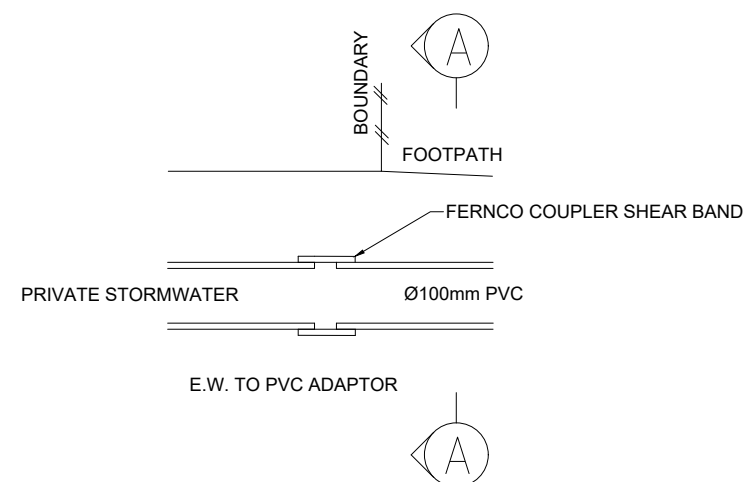 A
BOUNDARY
FOOTPATH
FERNCO COUPLER SHEAR BAND
PRIVATE STORMWATER
Ø100mm PVC
E.W. TO PVC ADAPTOR
A